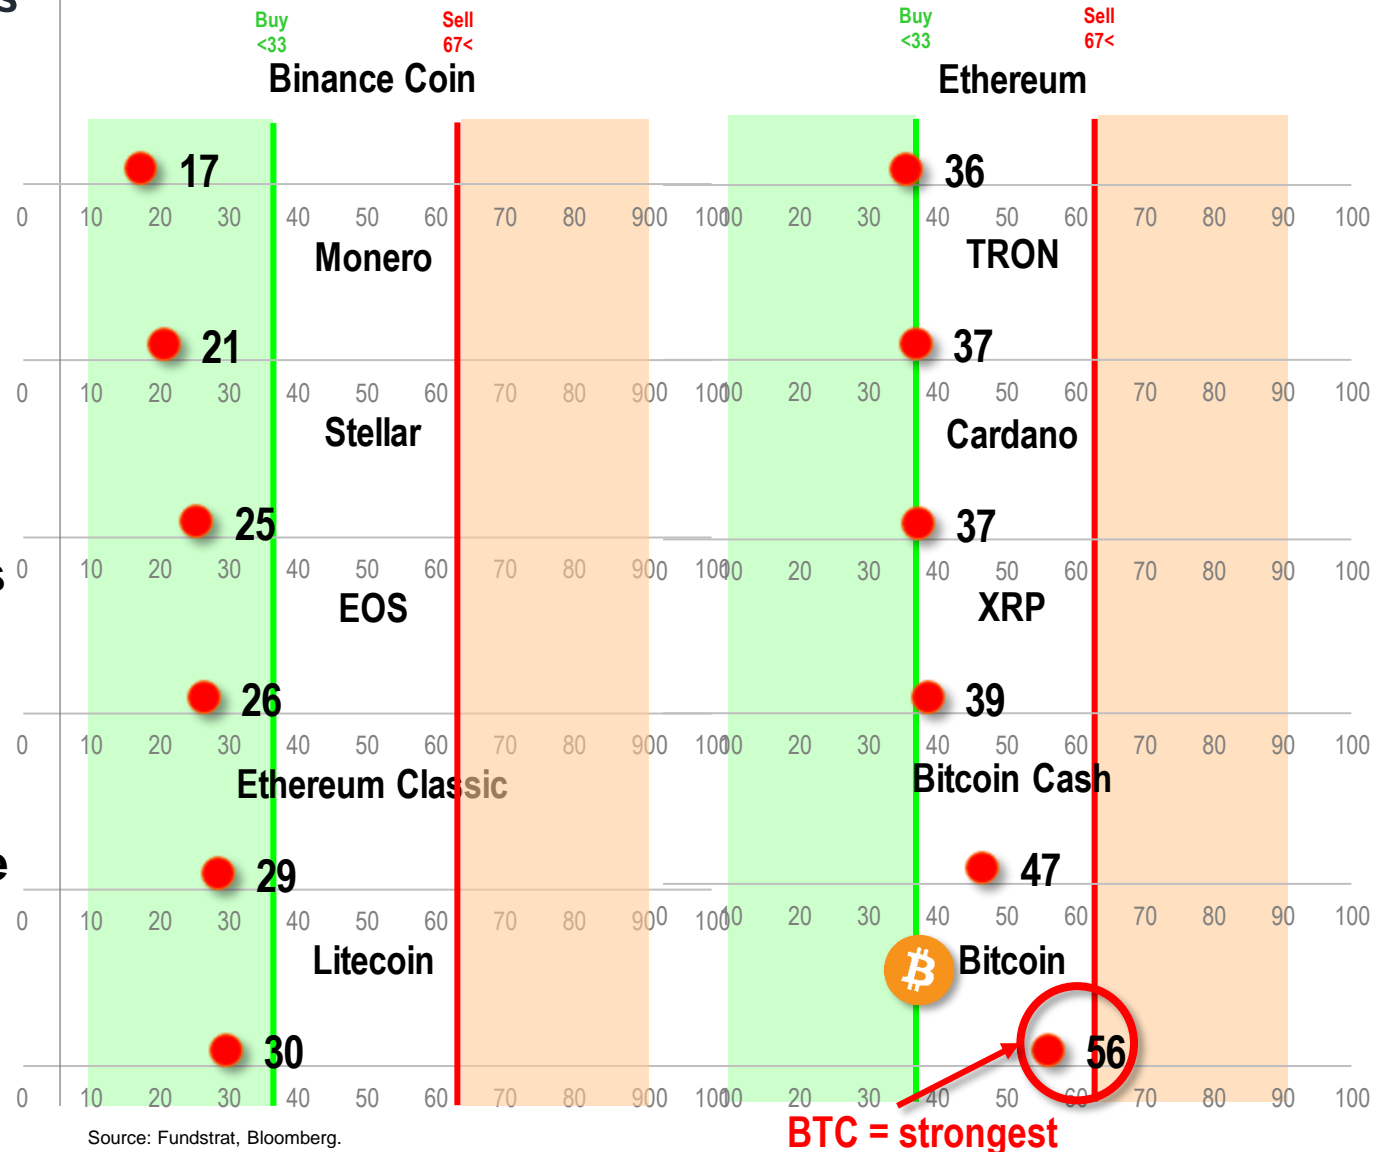 Buy
<33
Sell
67<
Binance Coin
17
0 10 20 30 40 50 60 70 80 90 100
Monero
21
0 10 20 30 40 50 60 70 80 90 100
Stellar
25
0 10 20 30 40 50 60 70 80 90 100
EOS
26
0 10 20 30 40 50 60 70 80 90 100
Ethereum Classic
29
0 10 20 30 40 50 60 70 80 90 100
Litecoin
30
0 10 20 30 40 50 60 70 80 90 100
Source: Fundstrat, Bloomberg.
Buy
<33
Sell
67<
Ethereum
36
0 10 20 30 40 50 60 70 80 90 100
TRON
37
0 10 20 30 40 50 60 70 80 90 100
Cardano
37
0 10 20 30 40 50 60 70 80 90 100
XRP
39
0 10 20 30 40 50 60 70 80 90 100
Bitcoin Cash
47
0 10 20 30 40 50 60 70 80 90 100
Bitcoin
56
0 10 20 30 40 50 60 70 80 90 100
BTC = strongest